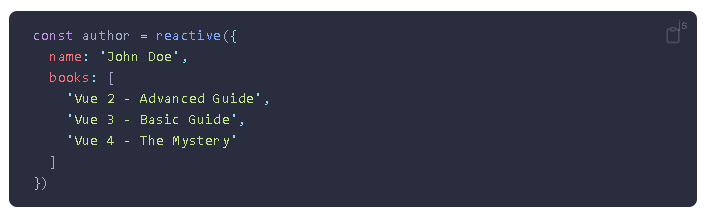 js
const author = reactive({
  name: 'John Doe',
  books: [
    'Vue 2 - Advanced Guide',
    'Vue 3 - Basic Guide',
    'Vue 4 - The Mystery'
  ]
})